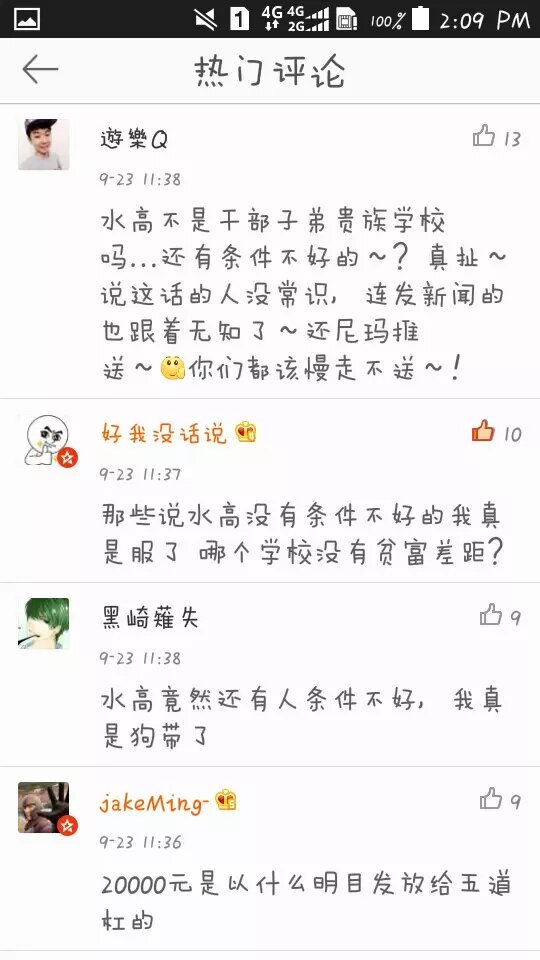 1 4G 4G 2G 100% 2:09 PM
热门评论
遊樂Q 13
9-23 11:38
水高不是干部子弟贵族学校
吗...还有条件不好的~? 真扯~
说这话的人没常识, 连发新闻的
也跟着无知了~还尼玛推
送~你们都该慢走不送~!
好我没话说 10
9-23 11:37
那些说水高没有条件不好的我真
是服了 哪个学校没有贫富差距?
黑崎薙失 9
9-23 11:38
水高竟然还有人条件不好, 我真
是狗带了
jakeMing- 9
9-23 11:36
20000元是以什么明目发放给五道
杠的